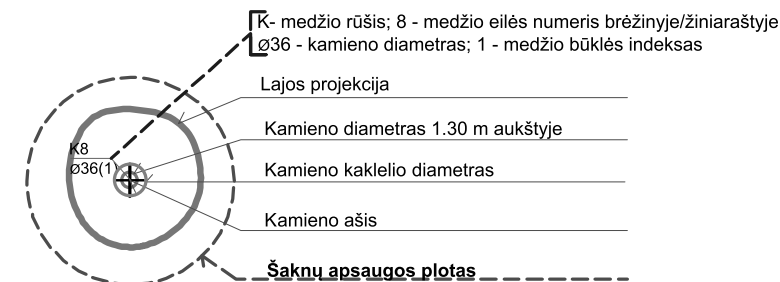 K- medžio rūšis; 8 - medžio eilės numeris brėžinyje/žiniaraštyje
Ø36 - kamieno diametras; 1 - medžio būklės indeksas
Lajos projekcija
Kamieno diametras 1.30 m aukštyje
K8
Ø36(1)
Kamieno kaklelio diametras
Kamieno ašis
Šaknų apsaugos plotas